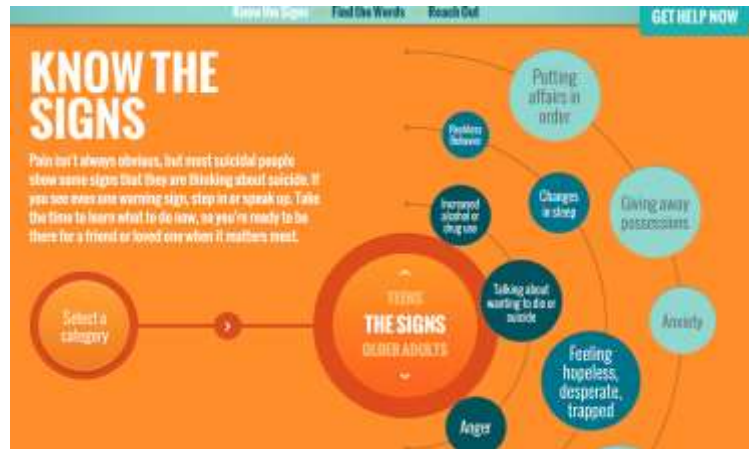 Know the Signs Find the Words Reach Out
GET HELP NOW
KNOW THE
SIGNS
Pain isn't always obvious, but most suicidal people
show some signs that they are thinking about suicide. If
you see even one warning sign, step in or speak up. Take
the time to learn what to do now, so you're ready to be
there for a friend or loved one when it matters most.
Select a
category
TEENS
THE SIGNS
OLDER ADULTS
Putting
affairs in
order
Reckless
Behavior
Changes
in sleep
Giving away
possessions
Increased
alcohol or
drug use
Talking about
wanting to die or
suicide
Anxiety
Feeling
hopeless,
desperate,
trapped
Anger